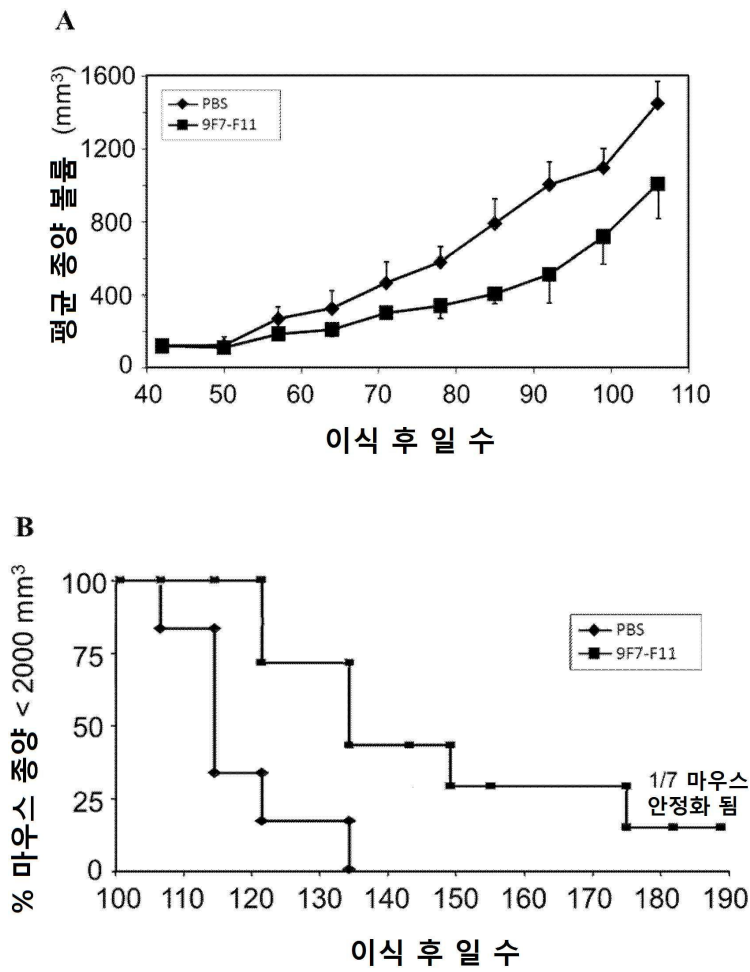 A
평균 종양 볼륨 (mm³)
1600
1200
800
400
0
PBS
9F7-F11
40 50 60 70 80 90 100 110
이식 후 일 수
B
% 마우스 종양 < 2000 mm³
100
75
50
25
0
PBS
9F7-F11
1/7 마우스
안정화 됨
100 110 120 130 140 150 160 170 180 190
이식 후 일 수